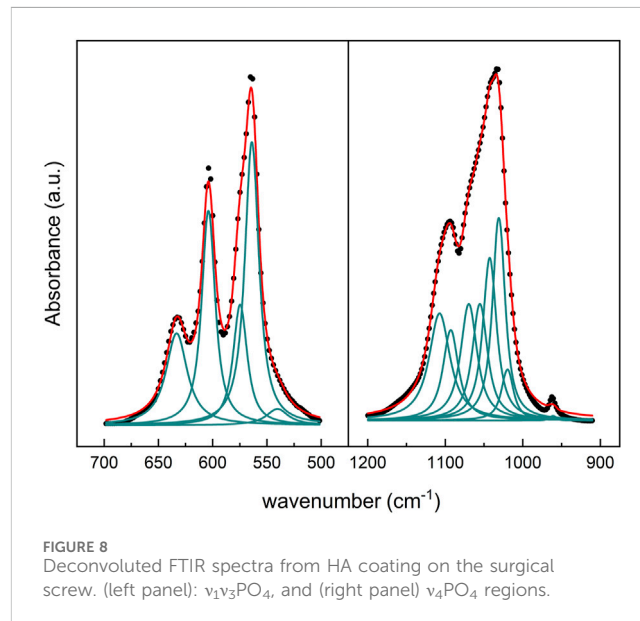 Absorbance (a.u.)
700 650 600 550 500 1200 1100 1000 900
wavenumber (cm⁻¹)
FIGURE 8
Deconvoluted FTIR spectra from HA coating on the surgical
screw. (left panel): ν₁ν₃PO₄, and (right panel) ν₄PO₄ regions.